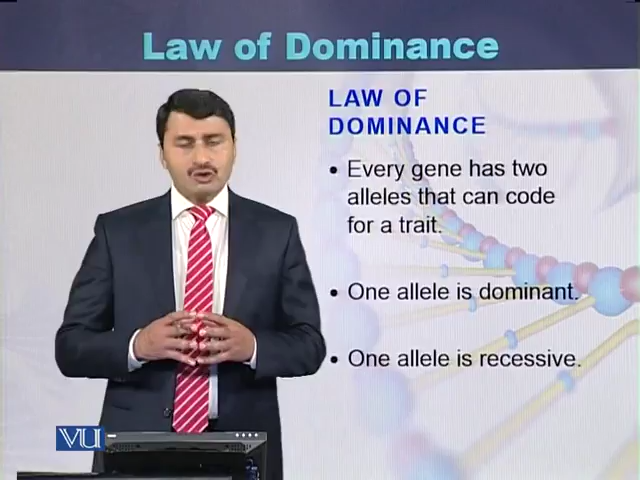 Law of Dominance
LAW OF
DOMINANCE
• Every gene has two
alleles that can code
for a trait.
• One allele is dominant.
• One allele is recessive.
VU